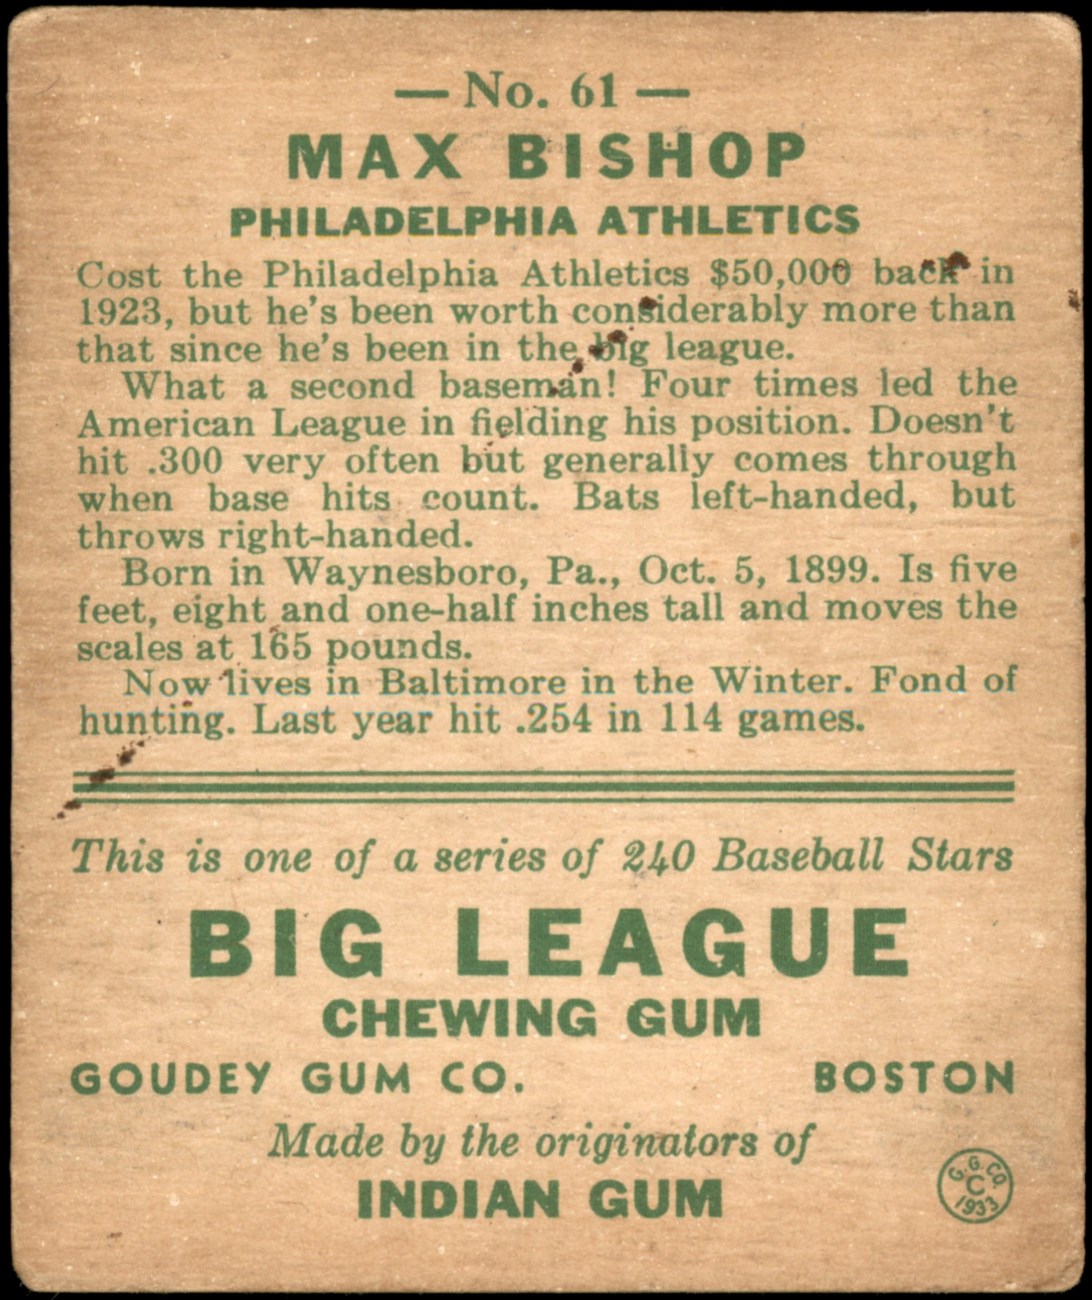 — No. 61 —
MAX BISHOP
PHILADELPHIA ATHLETICS
Cost the Philadelphia Athletics $50,000 back in
1923, but he's been worth considerably more than
that since he's been in the big league.
What a second baseman! Four times led the
American League in fielding his position. Doesn't
hit .300 very often but generally comes through
when base hits count. Bats left-handed, but
throws right-handed.
Born in Waynesboro, Pa., Oct. 5, 1899. Is five
feet, eight and one-half inches tall and moves the
scales at 165 pounds.
Now lives in Baltimore in the Winter. Fond of
hunting. Last year hit .254 in 114 games.
This is one of a series of 240 Baseball Stars
BIG LEAGUE
CHEWING GUM
GOUDEY GUM CO. BOSTON
Made by the originators of
INDIAN GUM
G.G.CO.
C
1933